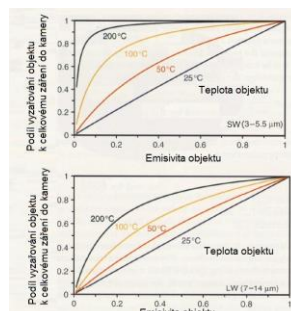 Podíl vyzařování objektu
k celkovému záření do kamery
1
0.8
0.6
0.4
0.2
0
200°C
100°C
50°C
25°C
Teplota objektu
SW (3–5.5 μm)
0
0.2
0.4
0.6
0.8
1
Emisivita objektu
Podíl vyzařování objektu
k celkovému záření do kamery
1
0.8
0.6
0.4
0.2
0
200°C
100°C
50°C
25°C
Teplota objektu
LW (7–14 μm)
0
0.2
0.4
0.6
0.8
1
Emisivita objektu